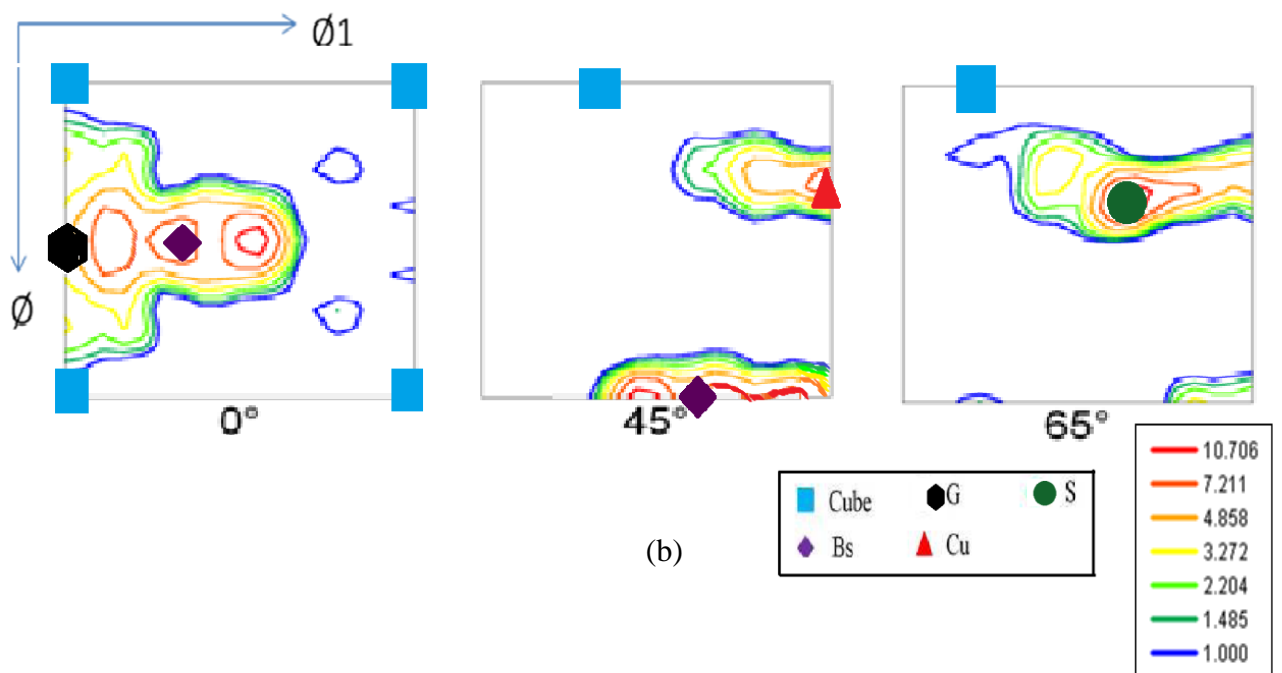 Ø1
Ø
0°
45°
65°
Cube
G
S
Bs
Cu
(b)
10.706
7.211
4.858
3.272
2.204
1.485
1.000